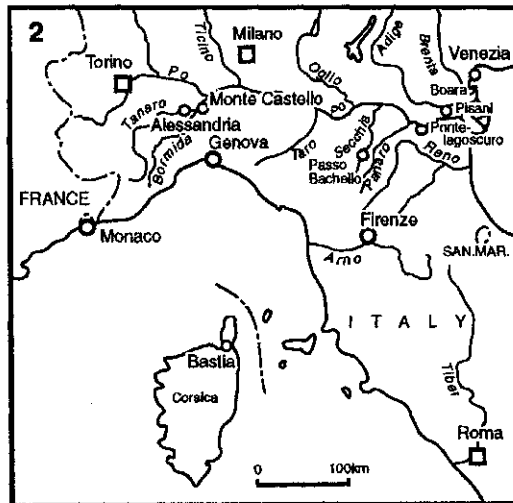 2
Milano
Torino
Po
Ticino
Oglio
Adige
Brenta
Venezia
Boara
Pisani
Monte Castello
Tanaro
Alessandria
Bormida
Genova
Po
Ponte-
lagoscuro
Secchia
Taro
Passo
Bachello
Panaro
Reno
FRANCE
Monaco
Firenze
Arno
SAN.MAR.
ITALY
Bastia
Corsica
Tiber
Roma
0 100km